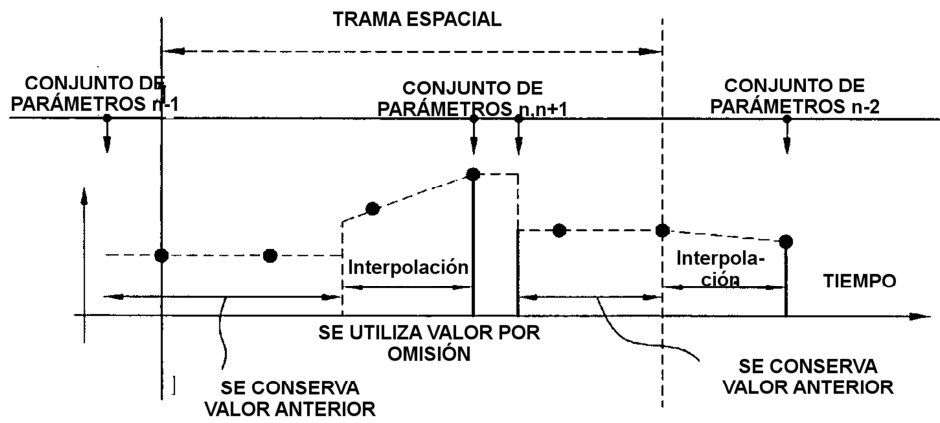 TRAMA ESPACIAL
CONJUNTO DE
PARÁMETROS n-1
CONJUNTO DE
PARÁMETROS n,n+1
CONJUNTO DE
PARÁMETROS n-2
Interpolación
Interpola-
ción
TIEMPO
SE UTILIZA VALOR POR
OMISIÓN
SE CONSERVA
VALOR ANTERIOR
SE CONSERVA
VALOR ANTERIOR